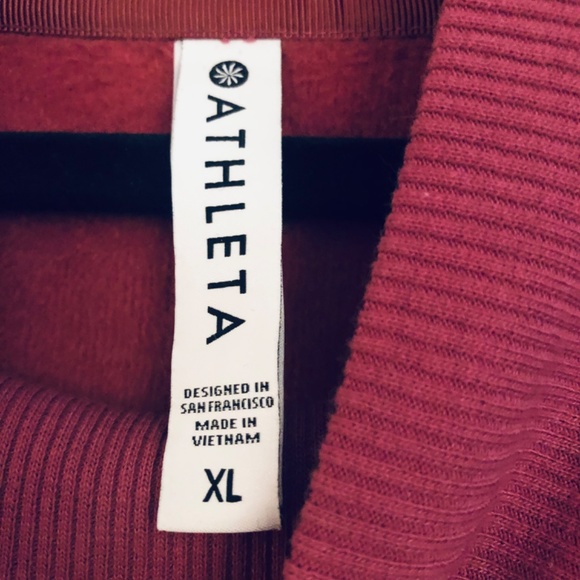 ATHLETA
DESIGNED IN
SAN FRANCISCO
MADE IN
VIETNAM
XL